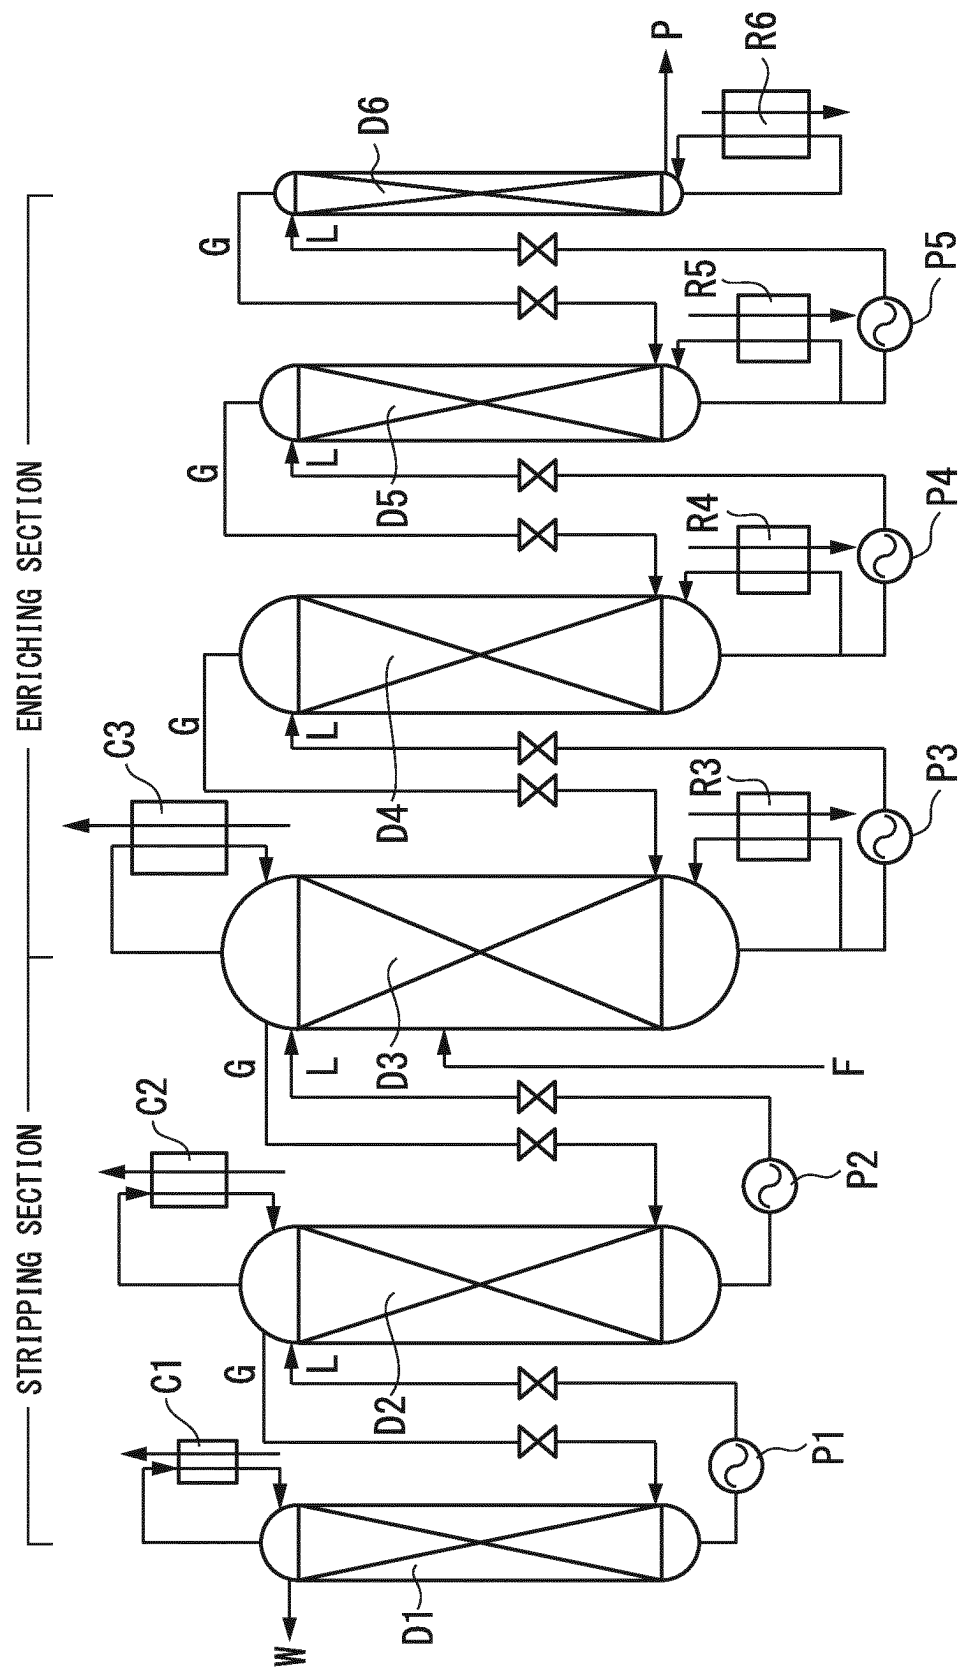 STRIPPING SECTION
ENRICHING SECTION
C1
C2
C3
W
G
G
G
G
G
L
L
L
L
L
D1
D2
D3
D4
D5
D6
F
P
R3
R4
R5
R6
P1
P2
P3
P4
P5